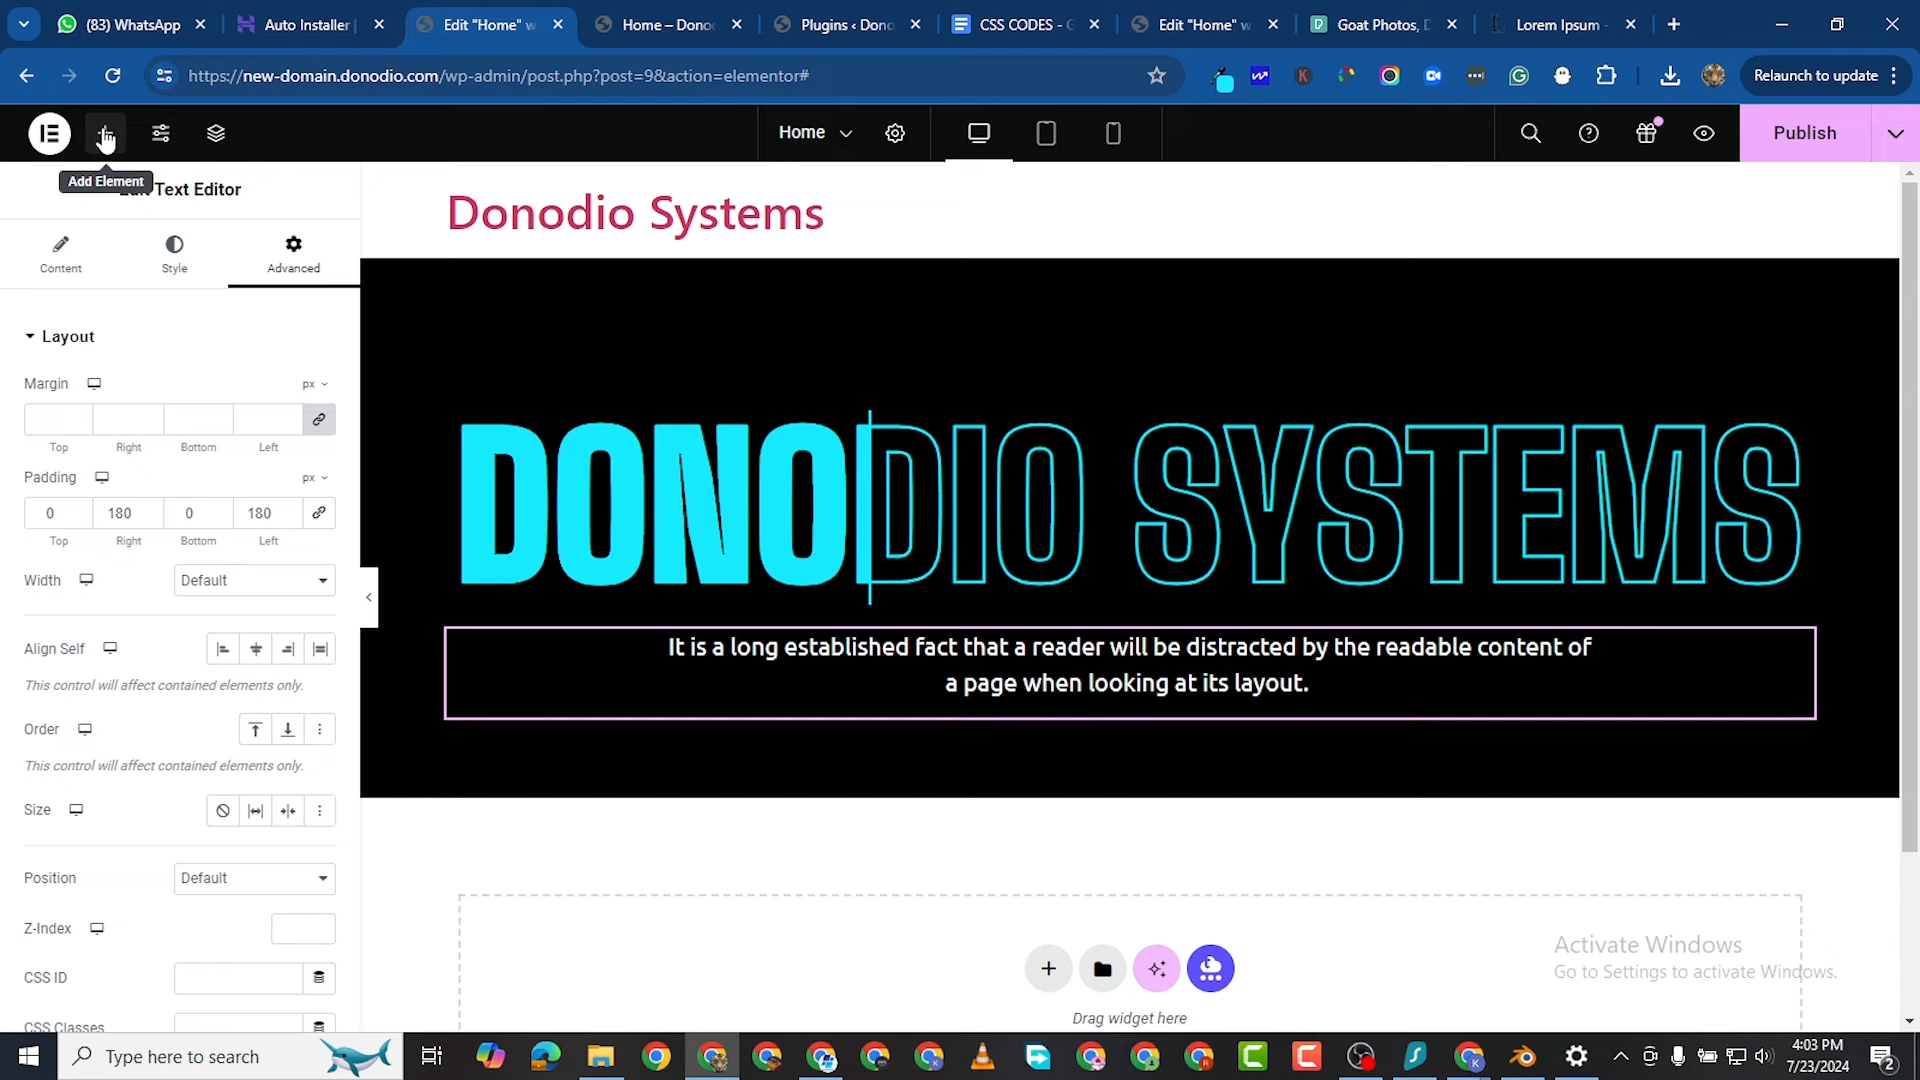 (83) WhatsApp
Auto Installer |
Edit "Home" w
Home – Dono
Plugins ‹ Dono
CSS CODES - G
Edit "Home" w
Goat Photos, D
Lorem Ipsum -
https://new-domain.donodio.com/wp-admin/post.php?post=9&action=elementor#
Relaunch to update
Home
Publish
Add Element
Text Editor
Donodio Systems
Content
Style
Advanced
Layout
Margin
px
Top
Right
Bottom
Left
Padding
px
0
180
0
180
Top
Right
Bottom
Left
Width
Default
Align Self
This control will affect contained elements only.
Order
This control will affect contained elements only.
Size
Position
Default
Z-Index
CSS ID
CSS Classes
DONODIO SYSTEMS
It is a long established fact that a reader will be distracted by the readable content of
a page when looking at its layout.
Drag widget here
Activate Windows
Go to Settings to activate Windows.
Type here to search
4:03 PM
7/23/2024
2